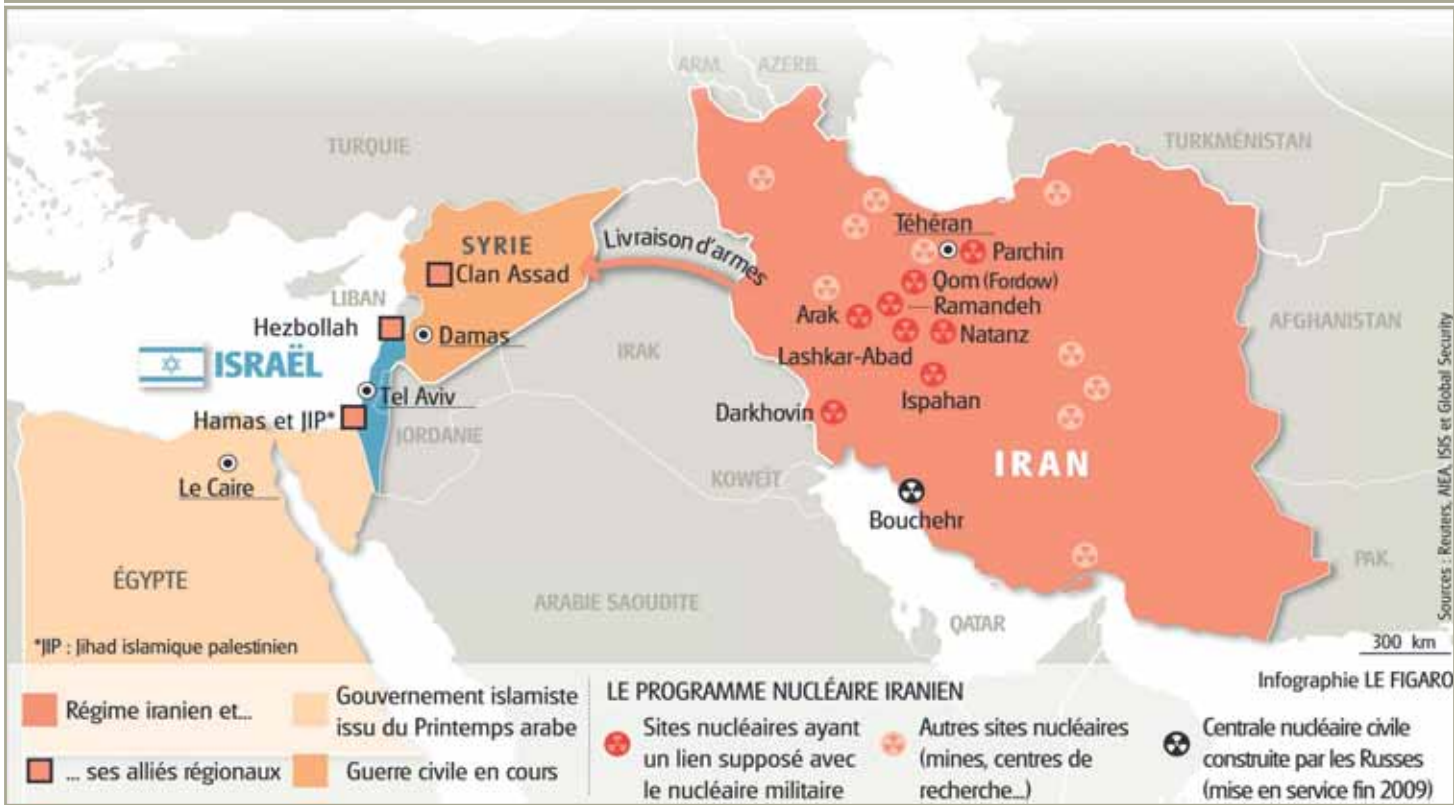 ARM.
AZERB.
TURQUIE
TURKMÉNISTAN
SYRIE
Clan Assad
Livraison d'armes
Téhéran
Parchin
Qom (Fordow)
Ramandeh
Arak
Natanz
Lashkar-Abad
Ispahan
Darkhovin
AFGHANISTAN
LIBAN
Hezbollah
Damas
IRAK
ISRAËL
Tel Aviv
Hamas et JIP*
JORDANIE
Le Caire
KOWEÏT
IRAN
Bouchehr
PAK.
ÉGYPTE
ARABIE SAOUDITE
QATAR
*JIP : Jihad islamique palestinien
300 km
Sources : Reuters, AIEA, ISIS et Global Security
Infographie LE FIGARO
Régime iranien et...
... ses alliés régionaux
Gouvernement islamiste
issu du Printemps arabe
Guerre civile en cours
LE PROGRAMME NUCLÉAIRE IRANIEN
Sites nucléaires ayant
un lien supposé avec
le nucléaire militaire
Autres sites nucléaires
(mines, centres de
recherche...)
Centrale nucléaire civile
construite par les Russes
(mise en service fin 2009)